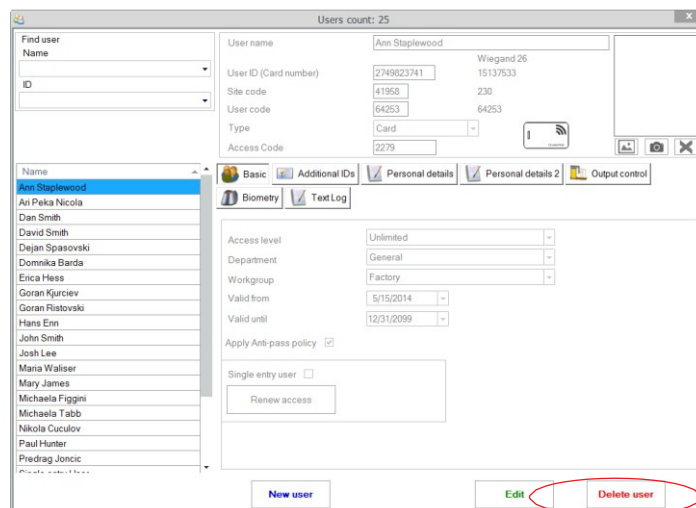 Users count: 25
x
Find user
Name
ID
User name
Ann Staplewood
Wiegand 26
User ID (Card number)
2749823741
15137533
Site code
41958
230
User code
64253
64253
Type
Card
Access Code
2279
Name
Ann Staplewood
Ari Peka Nicola
Dan Smith
David Smith
Dejan Spasovski
Domnika Barda
Erica Hess
Goran Kjurciev
Goran Ristovski
Hans Enn
John Smith
Josh Lee
Maria Waliser
Mary James
Michaela Figgini
Michaela Tabb
Nikola Cuculov
Paul Hunter
Predrag Joncic
Single entry User
Basic
Additional IDs
Personal details
Personal details 2
Output control
Biometry
Text Log
Access level
Unlimited
Department
General
Workgroup
Factory
Valid from
5/15/2014
Valid until
12/31/2099
Apply Anti-pass policy
Single entry user
Renew access
New user
Edit
Delete user